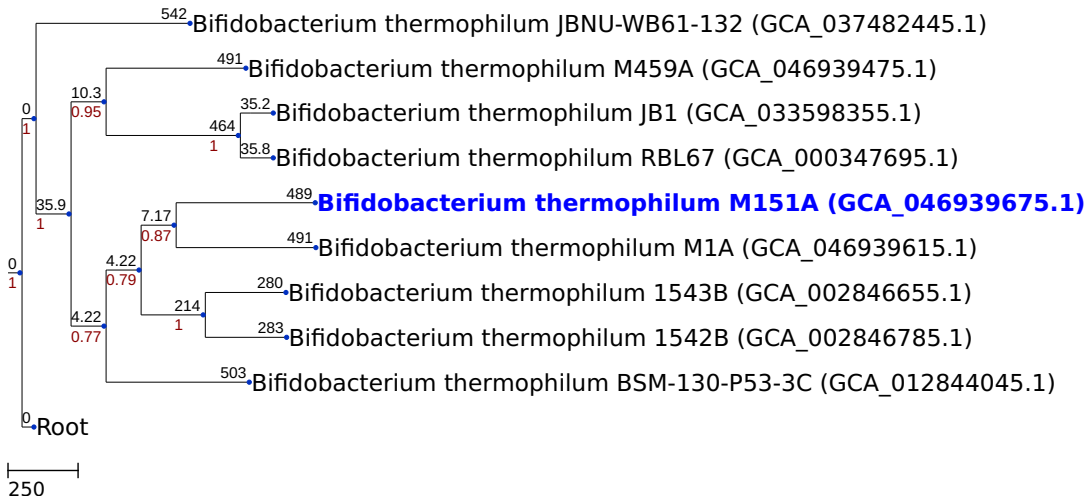 542
Bifidobacterium thermophilum JBNU-WB61-132 (GCA_037482445.1)
491
Bifidobacterium thermophilum M459A (GCA_046939475.1)
10.3
0.95
35.2
Bifidobacterium thermophilum JB1 (GCA_033598355.1)
0
1
464
1
35.8
Bifidobacterium thermophilum RBL67 (GCA_000347695.1)
35.9
1
489
Bifidobacterium thermophilum M151A (GCA_046939675.1)
7.17
0.87
491
Bifidobacterium thermophilum M1A (GCA_046939615.1)
0
1
4.22
0.79
280
Bifidobacterium thermophilum 1543B (GCA_002846655.1)
214
1
4.22
0.77
283
Bifidobacterium thermophilum 1542B (GCA_002846785.1)
503
Bifidobacterium thermophilum BSM-130-P53-3C (GCA_012844045.1)
0
Root
250